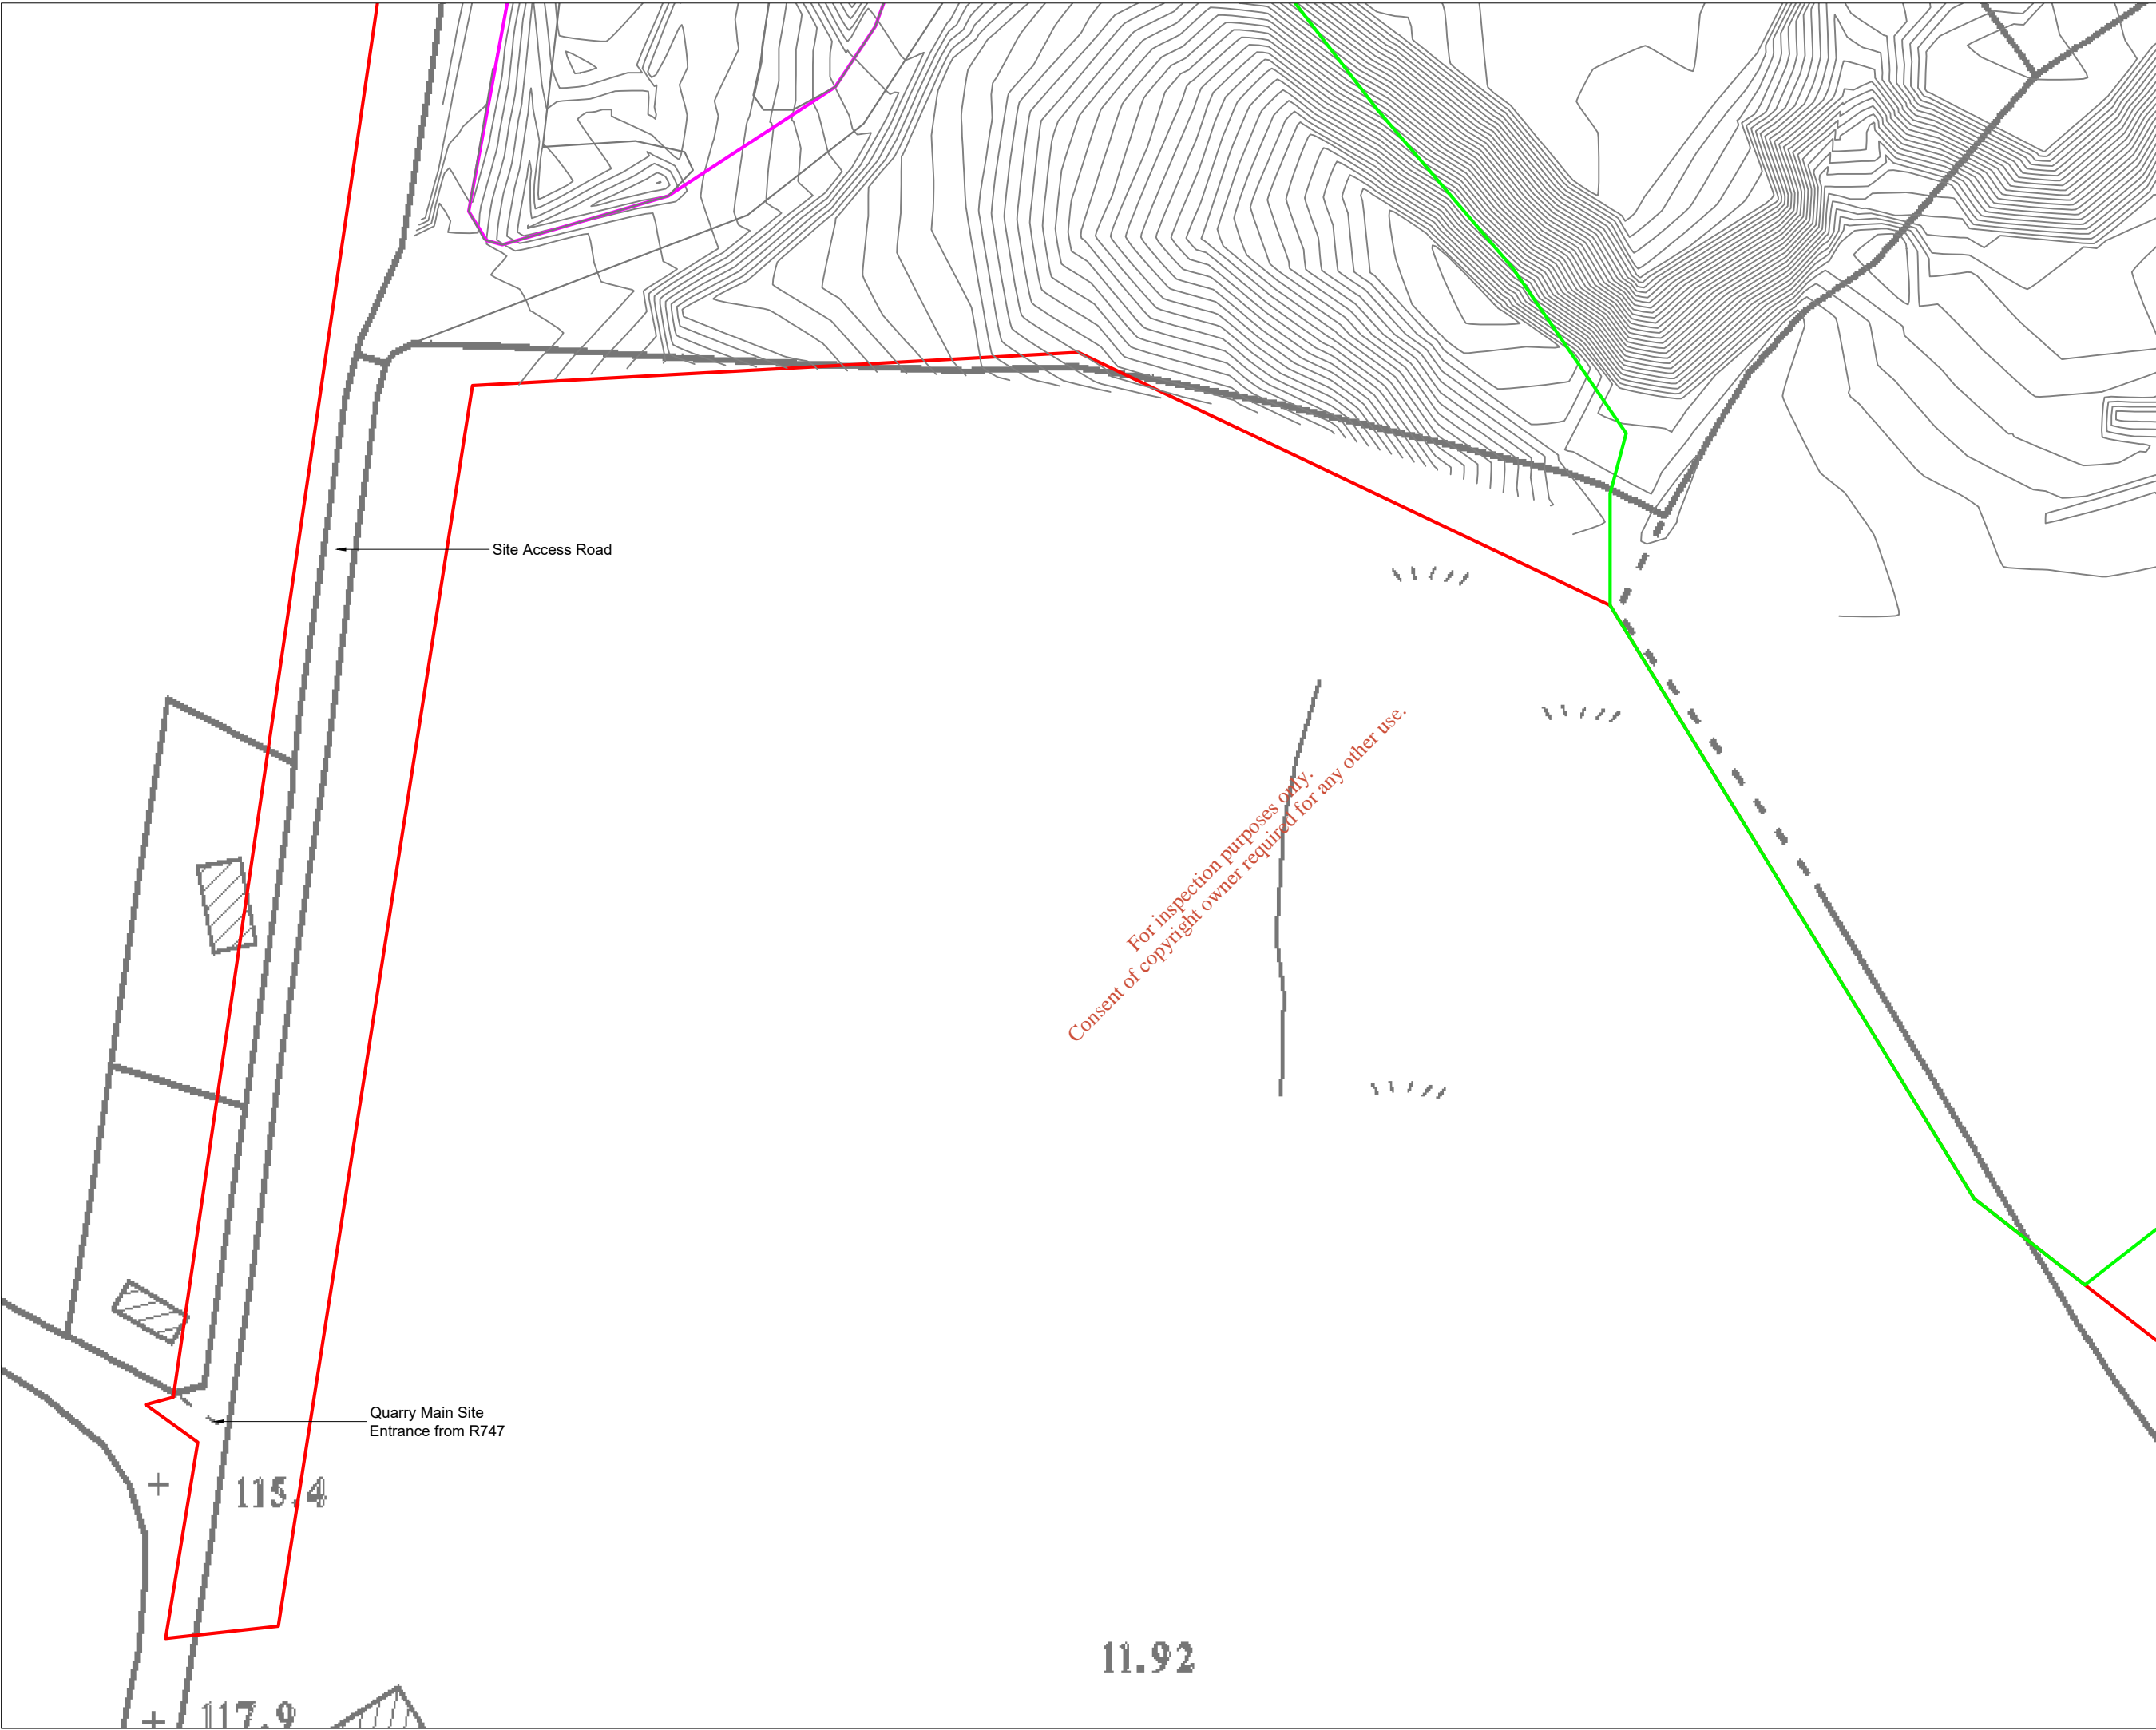 Site Access Road
For inspection purposes only.
Consent of copyright owner required for any other use.
Quarry Main Site
Entrance from R747
115.4
11.92
117.9